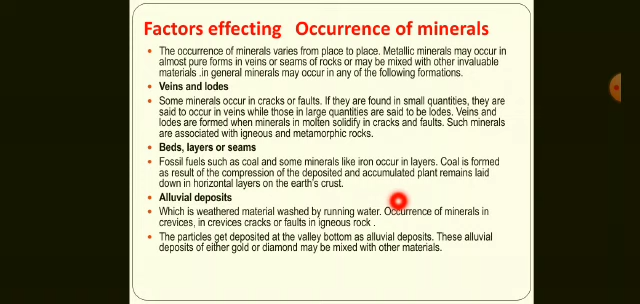 Factors effecting Occurrence of minerals
• The occurrence of minerals varies from place to place. Metallic minerals may occur in
almost pure forms in veins or seams of rocks or may be mixed with other invaluable
materials .in general minerals may occur in any of the following formations.
• Veins and lodes
• Some minerals occur in cracks or faults. If they are found in small quantities, they are
said to occur in veins while those in large quantities are said to be lodes. Veins and
lodes are formed when minerals in molten solidify in cracks and faults. Such minerals
are associated with igneous and metamorphic rocks.
• Beds, layers or seams
• Fossil fuels such as coal and some minerals like iron occur in layers. Coal is formed
as result of the compression of the deposited and accumulated plant remains laid
down in horizontal layers on the earth's crust.
• Alluvial deposits
• Which is weathered material washed by running water. Occurrence of minerals in
crevices, in crevices cracks or faults in igneous rock .
• The particles get deposited at the valley bottom as alluvial deposits. These alluvial
deposits of either gold or diamond may be mixed with other materials.